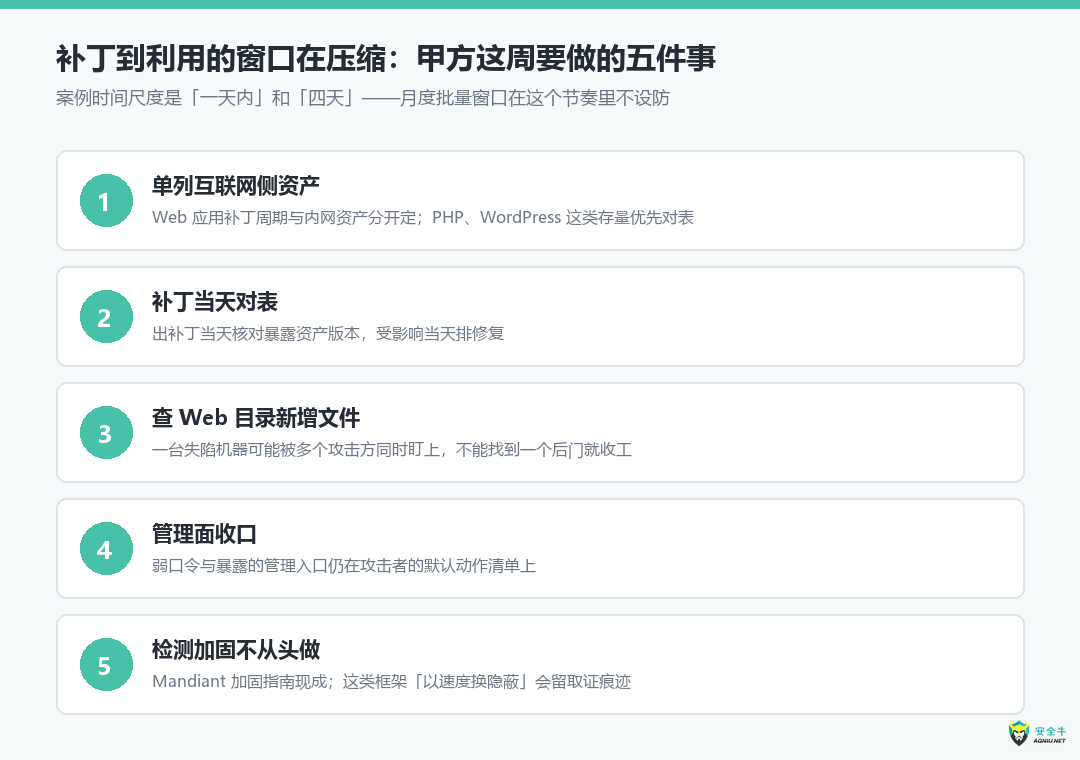 补丁到利用的窗口在压缩：甲方这周要做的五件事
案例时间尺度是「一天内」和「四天」——月度批量窗口在这个节奏里不设防
1
单列互联网侧资产
Web 应用补丁周期与内网资产分开定；PHP、WordPress 这类存量优先对表
2
补丁当天对表
出补丁当天核对暴露资产版本，受影响当天排修复
3
查 Web 目录新增文件
一台失陷机器可能被多个攻击方同时盯上，不能找到一个后门就收工
4
管理面收口
弱口令与暴露的管理入口仍在攻击者的默认动作清单上
5
检测加固不从头做
Mandiant 加固指南现成；这类框架「以速度换隐蔽」会留取证痕迹
安全牛
AQNIU.NET